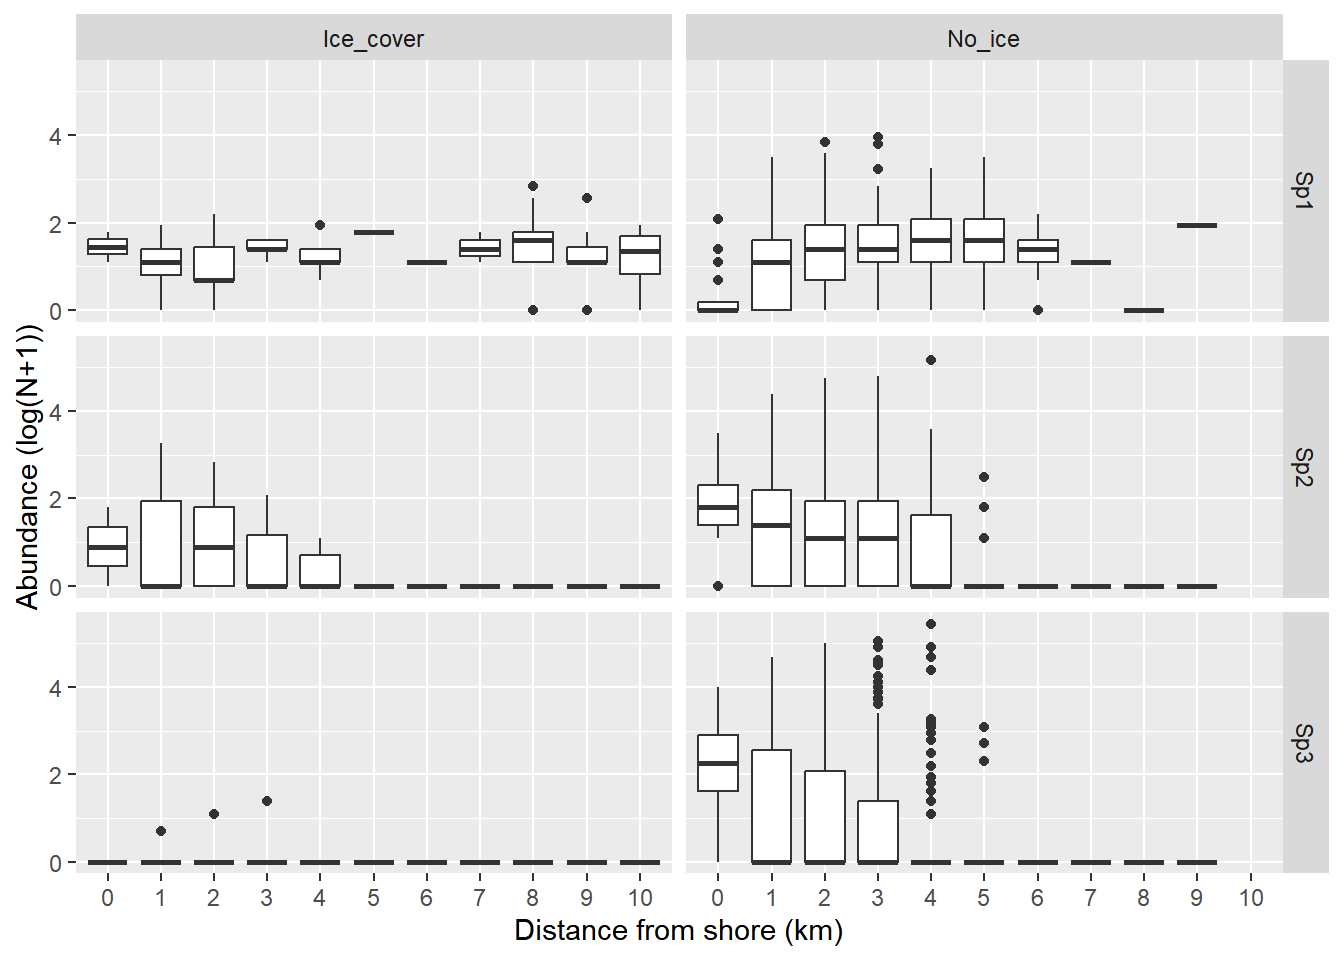 Ice_cover No_ice
Abundance (log(N+1))
4
2
0
Sp1
4
2
0
Sp2
4
2
0
Sp3
0 1 2 3 4 5 6 7 8 9 10 0 1 2 3 4 5 6 7 8 9 10
Distance from shore (km)